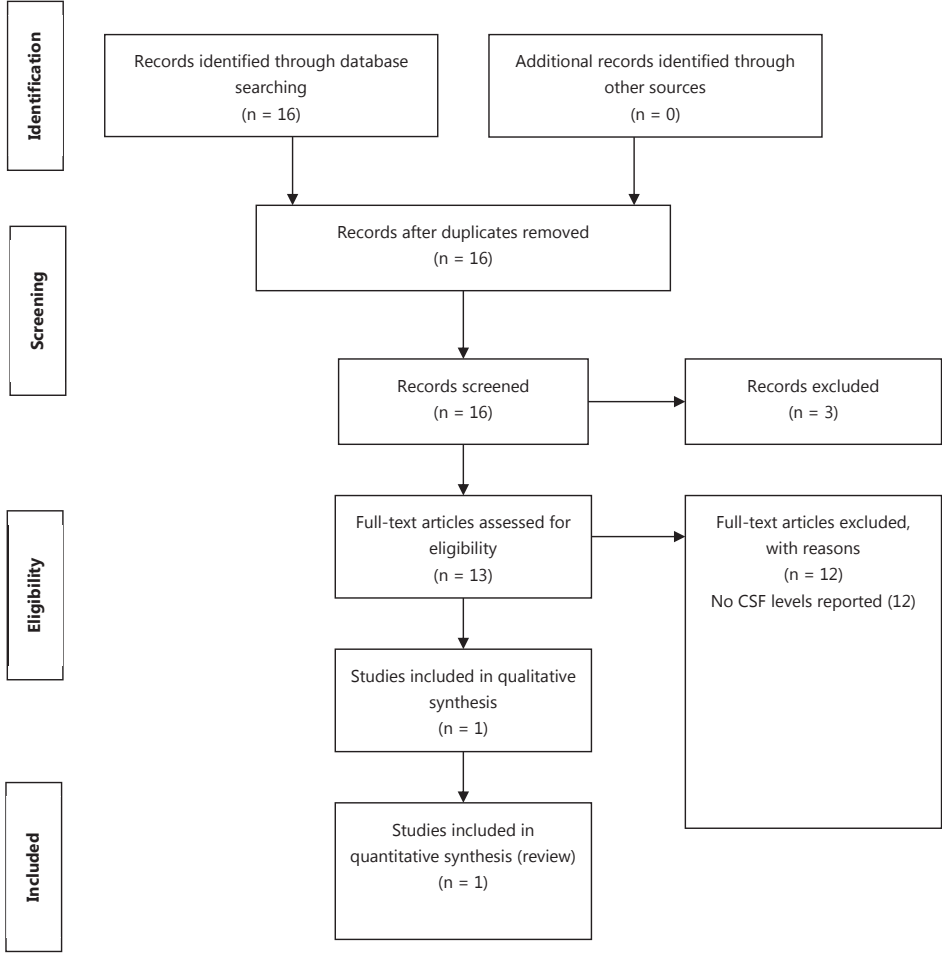 Identification
Records identified through database
searching
(n = 16)
Additional records identified through
other sources
(n = 0)
Screening
Records after duplicates removed
(n = 16)
Records screened
(n = 16)
Records excluded
(n = 3)
Eligibility
Full-text articles assessed for
eligibility
(n = 13)
Full-text articles excluded,
with reasons
(n = 12)
No CSF levels reported (12)
Studies included in qualitative
synthesis
(n = 1)
Included
Studies included in
quantitative synthesis (review)
(n = 1)